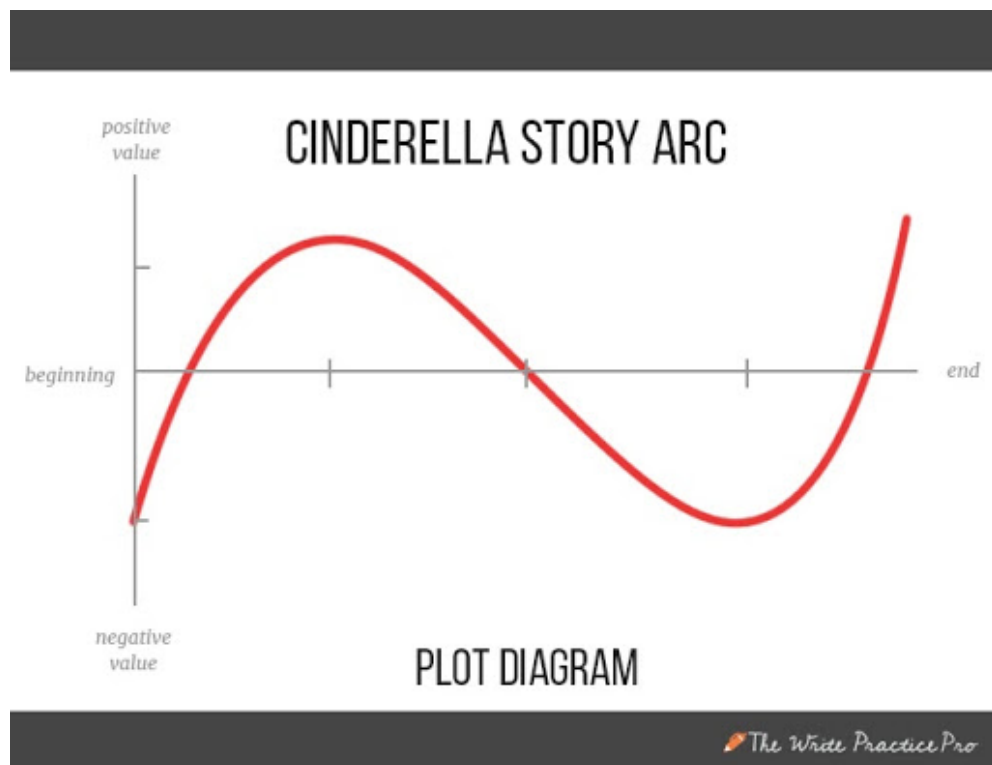 positive
value
CINDERELLA STORY ARC
beginning
end
negative
value
PLOT DIAGRAM
The Write Practice Pro